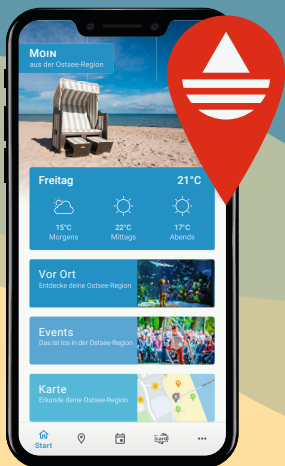 MOIN
aus der Ostsee-Region
Freitag 21°C
15°C 22°C 17°C
Morgens Mittags Abends
Vor Ort
Entdecke deine Ostsee-Region
Events
Das ist los in der Ostsee-Region
Karte
Erkunde deine Ostsee-Region
Start
card